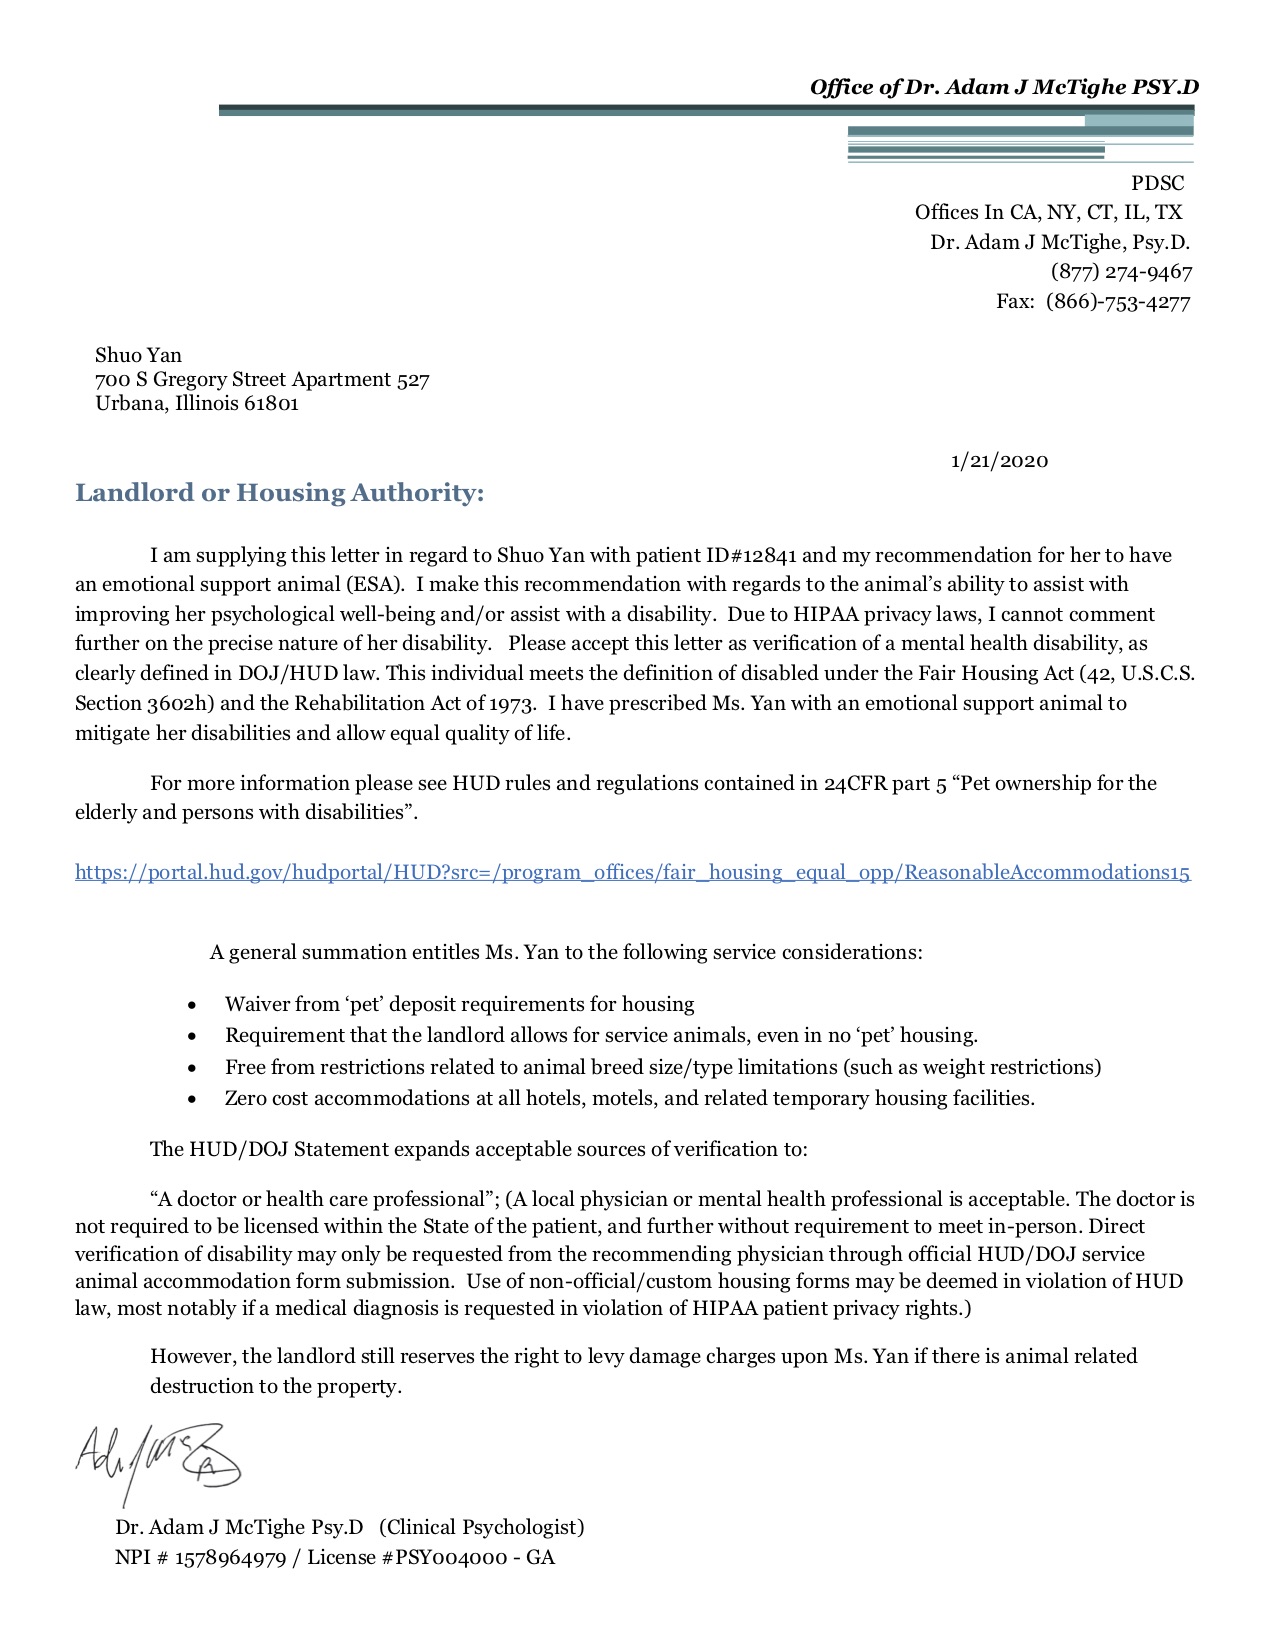 Office of Dr. Adam J McTighe PSY.D
PDSC
Offices In CA, NY, CT, IL, TX
Dr. Adam J McTighe, Psy.D.
(877) 274-9467
Fax:  (866)-753-4277
Shuo Yan
700 S Gregory Street Apartment 527
Urbana, Illinois 61801
1/21/2020
Landlord or Housing Authority:
I am supplying this letter in regard to Shuo Yan with patient ID#12841 and my recommendation for her to have
an emotional support animal (ESA).  I make this recommendation with regards to the animal’s ability to assist with
improving her psychological well-being and/or assist with a disability.  Due to HIPAA privacy laws, I cannot comment
further on the precise nature of her disability.   Please accept this letter as verification of a mental health disability, as
clearly defined in DOJ/HUD law. This individual meets the definition of disabled under the Fair Housing Act (42, U.S.C.S.
Section 3602h) and the Rehabilitation Act of 1973.  I have prescribed Ms. Yan with an emotional support animal to
mitigate her disabilities and allow equal quality of life.
For more information please see HUD rules and regulations contained in 24CFR part 5 “Pet ownership for the
elderly and persons with disabilities”.
https://portal.hud.gov/hudportal/HUD?src=/program_offices/fair_housing_equal_opp/ReasonableAccommodations15
A general summation entitles Ms. Yan to the following service considerations:
• Waiver from ‘pet’ deposit requirements for housing
• Requirement that the landlord allows for service animals, even in no ‘pet’ housing.
• Free from restrictions related to animal breed size/type limitations (such as weight restrictions)
• Zero cost accommodations at all hotels, motels, and related temporary housing facilities.
The HUD/DOJ Statement expands acceptable sources of verification to:
“A doctor or health care professional”; (A local physician or mental health professional is acceptable. The doctor is
not required to be licensed within the State of the patient, and further without requirement to meet in-person. Direct
verification of disability may only be requested from the recommending physician through official HUD/DOJ service
animal accommodation form submission.  Use of non-official/custom housing forms may be deemed in violation of HUD
law, most notably if a medical diagnosis is requested in violation of HIPAA patient privacy rights.)
However, the landlord still reserves the right to levy damage charges upon Ms. Yan if there is animal related
destruction to the property.
Dr. Adam J McTighe Psy.D   (Clinical Psychologist)
NPI # 1578964979 / License #PSY004000 - GA